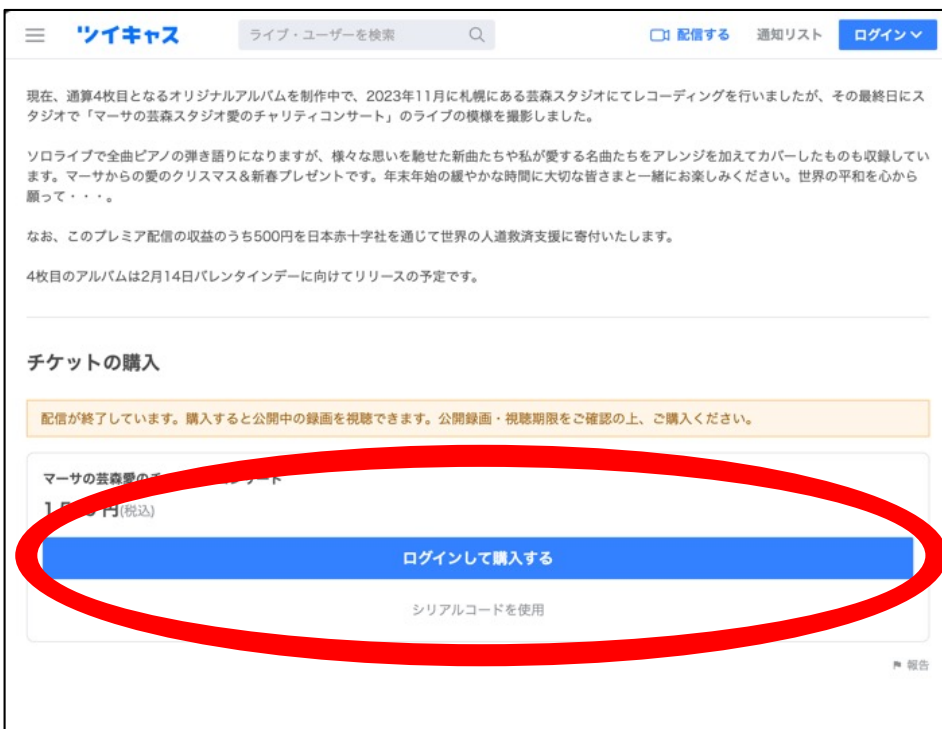 ツイキャス
ライブ・ユーザーを検索
配信する
通知リスト
ログイン
現在、通算4枚目となるオリジナルアルバムを制作中で、2023年11月に札幌にある芸森スタジオにてレコーディングを行いましたが、その最終日にス
タジオで「マーサの芸森スタジオ愛のチャリティコンサート」のライブの模様を撮影しました。
ソロライブで全曲ピアノの弾き語りになりますが、様々な思いを馳せた新曲たちや私が愛する名曲たちをアレンジを加えてカバーしたものも収録してい
ます。マーサからの愛のクリスマス&新春プレゼントです。年末年始の緩やかな時間に大切な皆さまと一緒にお楽しみください。世界の平和を心から
願って・・・。
なお、このプレミア配信の収益のうち500円を日本赤十字社を通じて世界の人道救済支援に寄付いたします。
4枚目のアルバムは2月14日バレンタインデーに向けてリリースの予定です。
チケットの購入
配信が終了しています。購入すると公開中の録画を視聴できます。公開録画・視聴期限をご確認の上、ご購入ください。
マーサの芸森愛の
円(税込)
ログインして購入する
シリアルコードを使用
報告